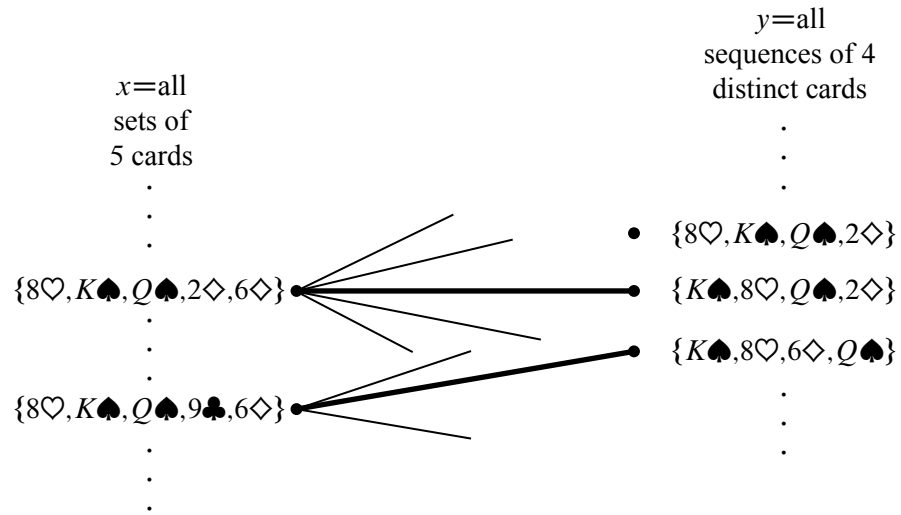 x=all
sets of
5 cards
{8♡,K♠,Q♠,2♢,6♢}
{8♡,K♠,Q♠,9♣,6♢}
y=all
sequences of 4
distinct cards
{8♡,K♠,Q♠,2♢}
{K♠,8♡,Q♠,2♢}
{K♠,8♡,6♢,Q♠}